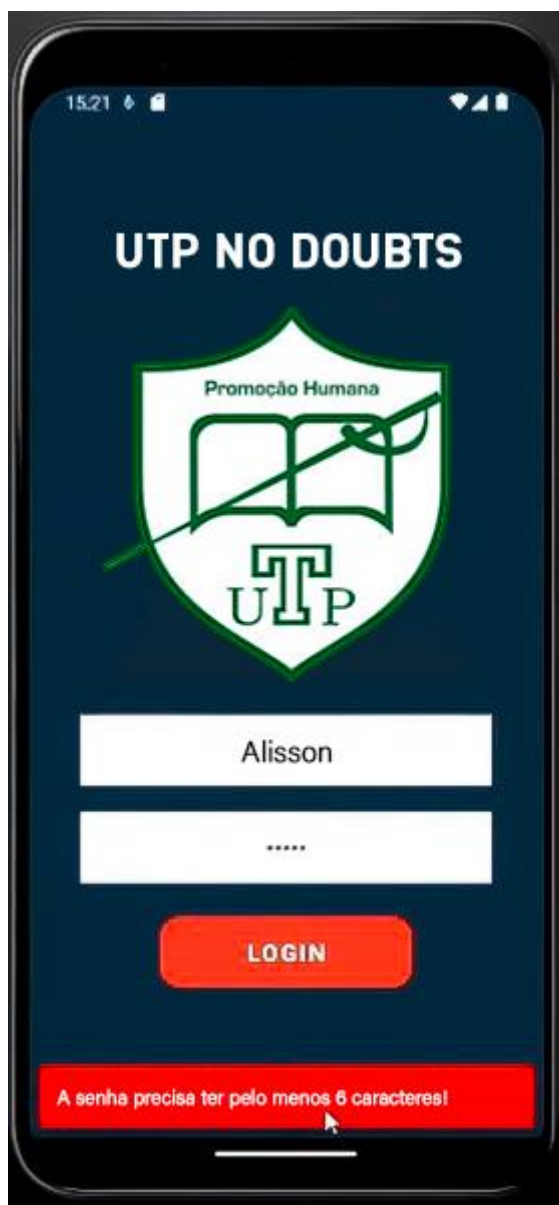 15:21
UTP NO DOUBTS
Promoção Humana
UTP
Alisson
•••••
LOGIN
A senha precisa ter pelo menos 6 caracteres!